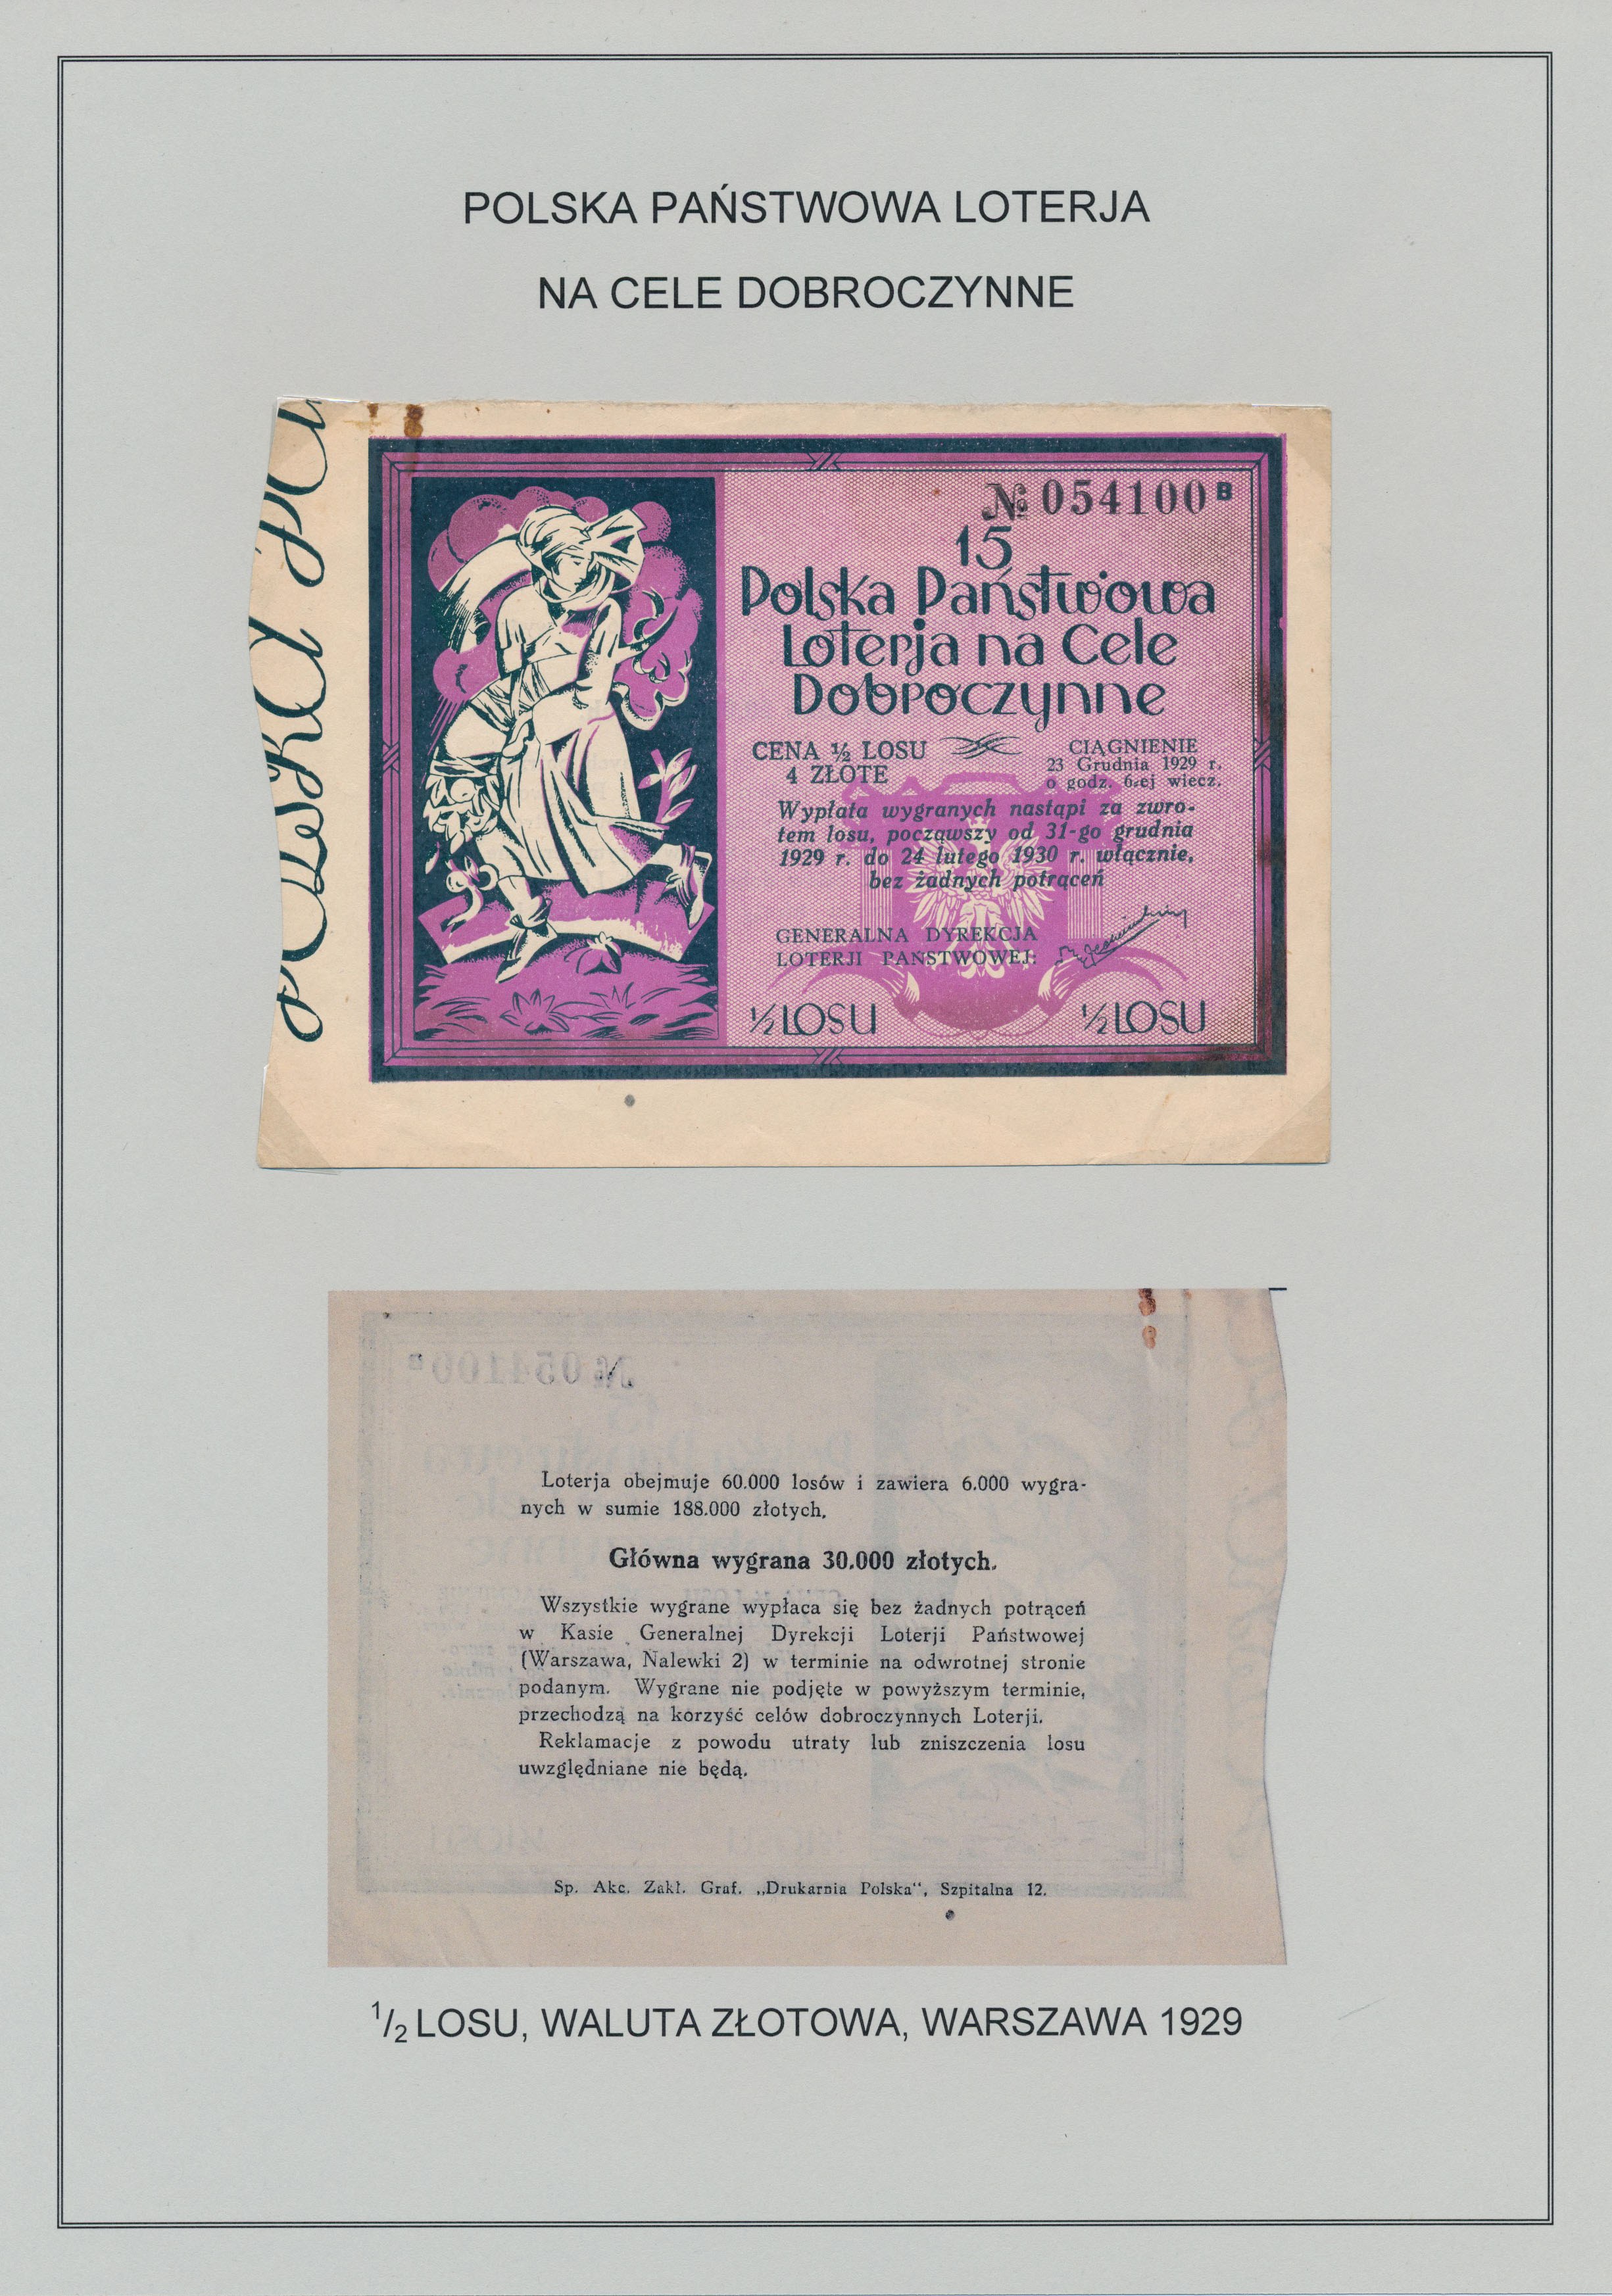 POLSKA PAŃSTWOWA LOTERJA
NA CELE DOBROCZYNNE
№ 054100 B
15
Polska Państwowa
Loterja na Cele
Dobroczynne
CENA ½ LOSU
4 ZŁOTE
CIĄGNIENIE
23 Grudnia 1929 r.
o godz. 6-ej wiecz.
Wypłata wygranych nastąpi za zwro-
tem losu, począwszy od 31-go grudnia
1929 r. do 24 lutego 1930 r. włącznie,
bez żadnych potrąceń
GENERALNA DYREKCJA
LOTERJI PAŃSTWOWEJ:
½ LOSU
½ LOSU
Loterja obejmuje 60.000 losów i zawiera 6.000 wygra-
nych w sumie 188.000 złotych.
Główna wygrana 30.000 złotych.
Wszystkie wygrane wypłaca się bez żadnych potrąceń
w Kasie Generalnej Dyrekcji Loterji Państwowej
(Warszawa, Nalewki 2) w terminie na odwrotnej stronie
podanym. Wygrane nie podjęte w powyższym terminie,
przechodzą na korzyść celów dobroczynnych Loterji.
Reklamacje z powodu utraty lub zniszczenia losu
uwzględniane nie będą.
Sp. Akc. Zakł. Graf. „Drukarnia Polska“, Szpitalna 12.
1/2 LOSU, WALUTA ZŁOTOWA, WARSZAWA 1929